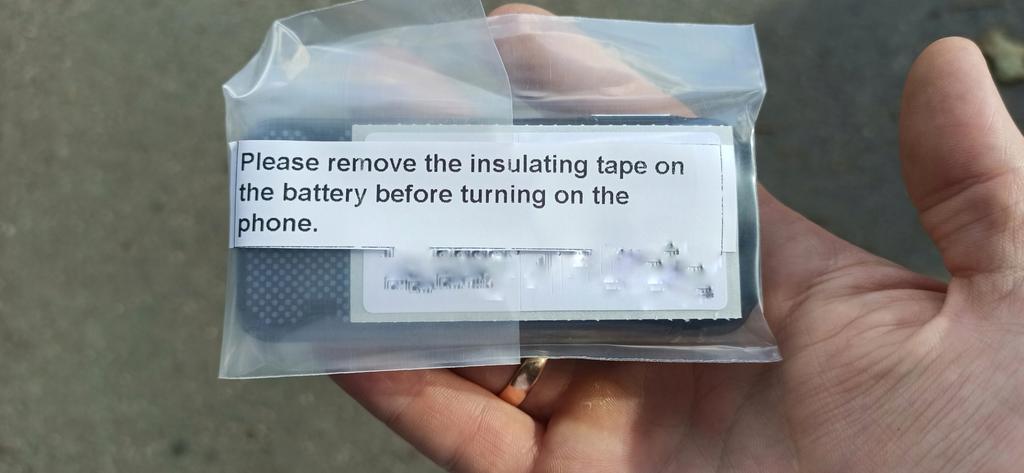 Please remove the insulating tape on
the battery before turning on the
phone.